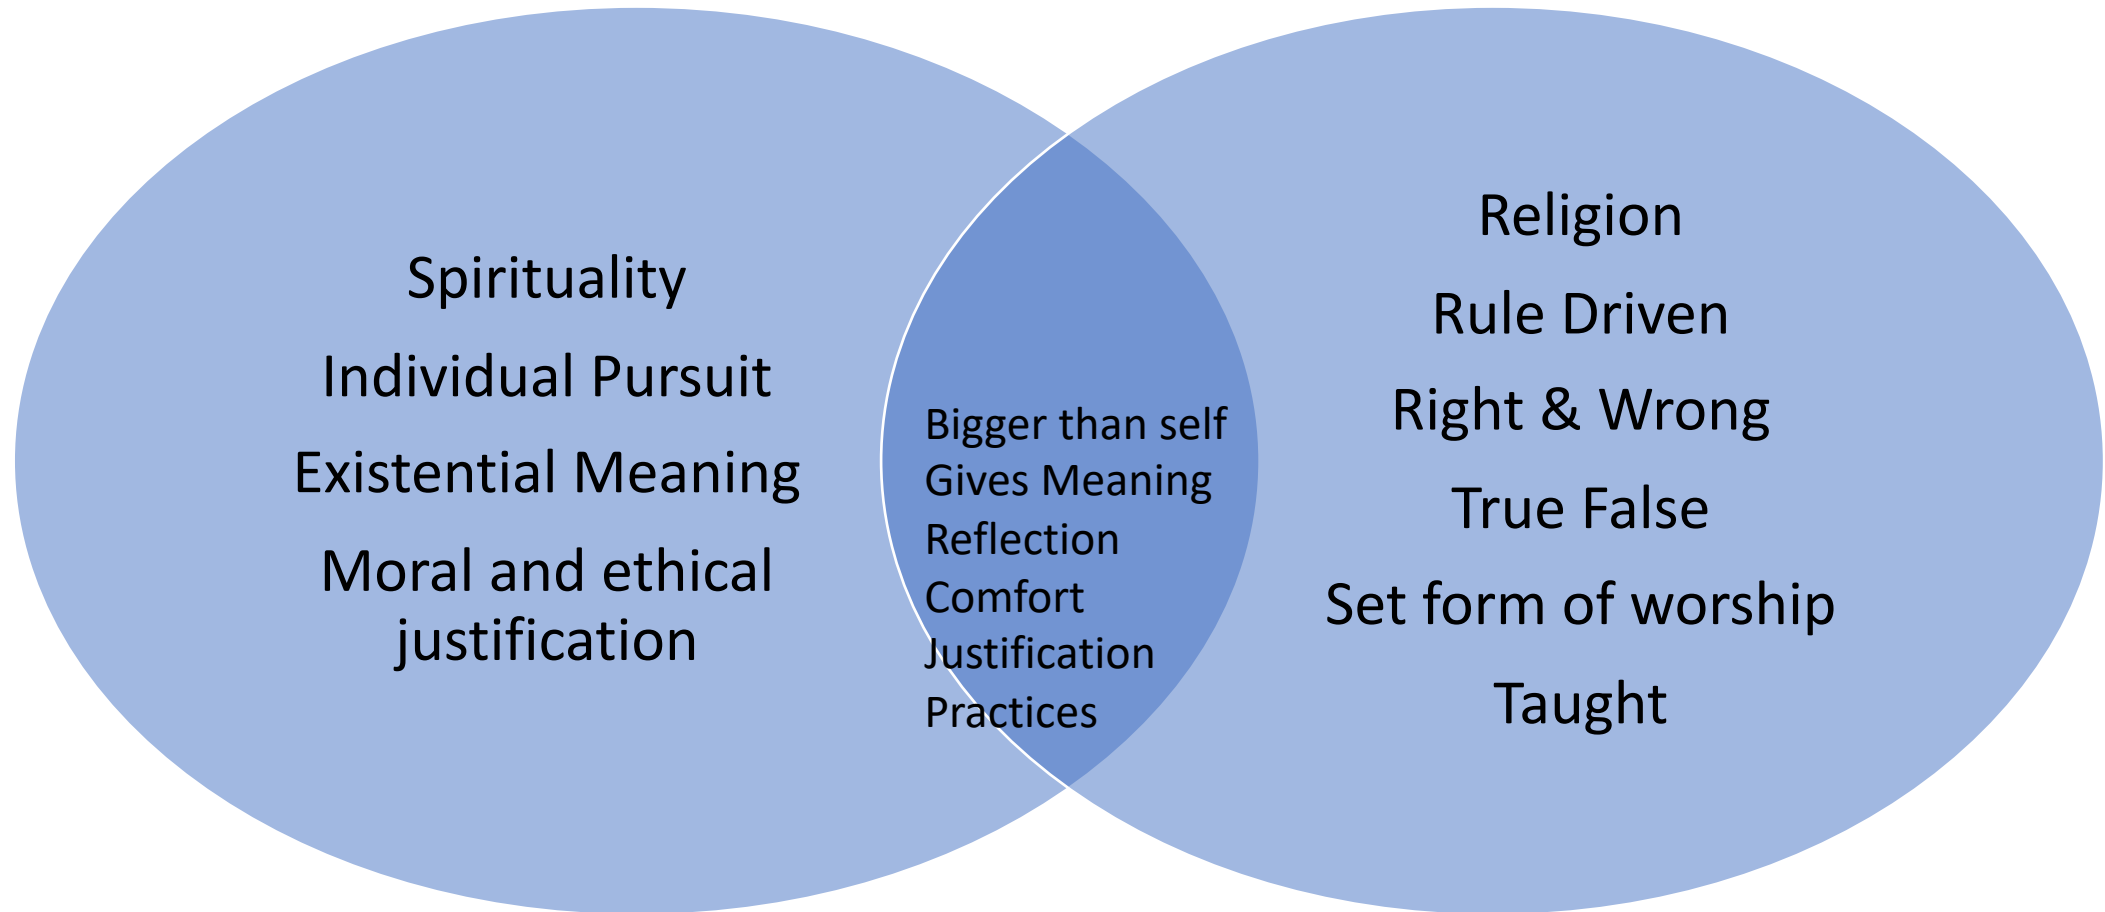 Spirituality
Individual Pursuit
Existential Meaning
Moral and ethical
justification
Bigger than self
Gives Meaning
Reflection
Comfort
Justification
Practices
Religion
Rule Driven
Right & Wrong
True False
Set form of worship
Taught